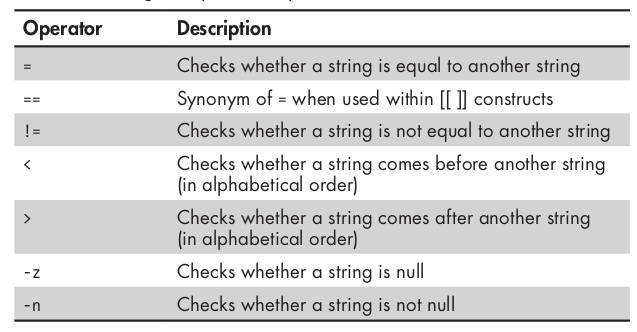 Operator Description
= Checks whether a string is equal to another string
== Synonym of = when used within [[ ]] constructs
!= Checks whether a string is not equal to another string
< Checks whether a string comes before another string
(in alphabetical order)
> Checks whether a string comes after another string
(in alphabetical order)
-z Checks whether a string is null
-n Checks whether a string is not null